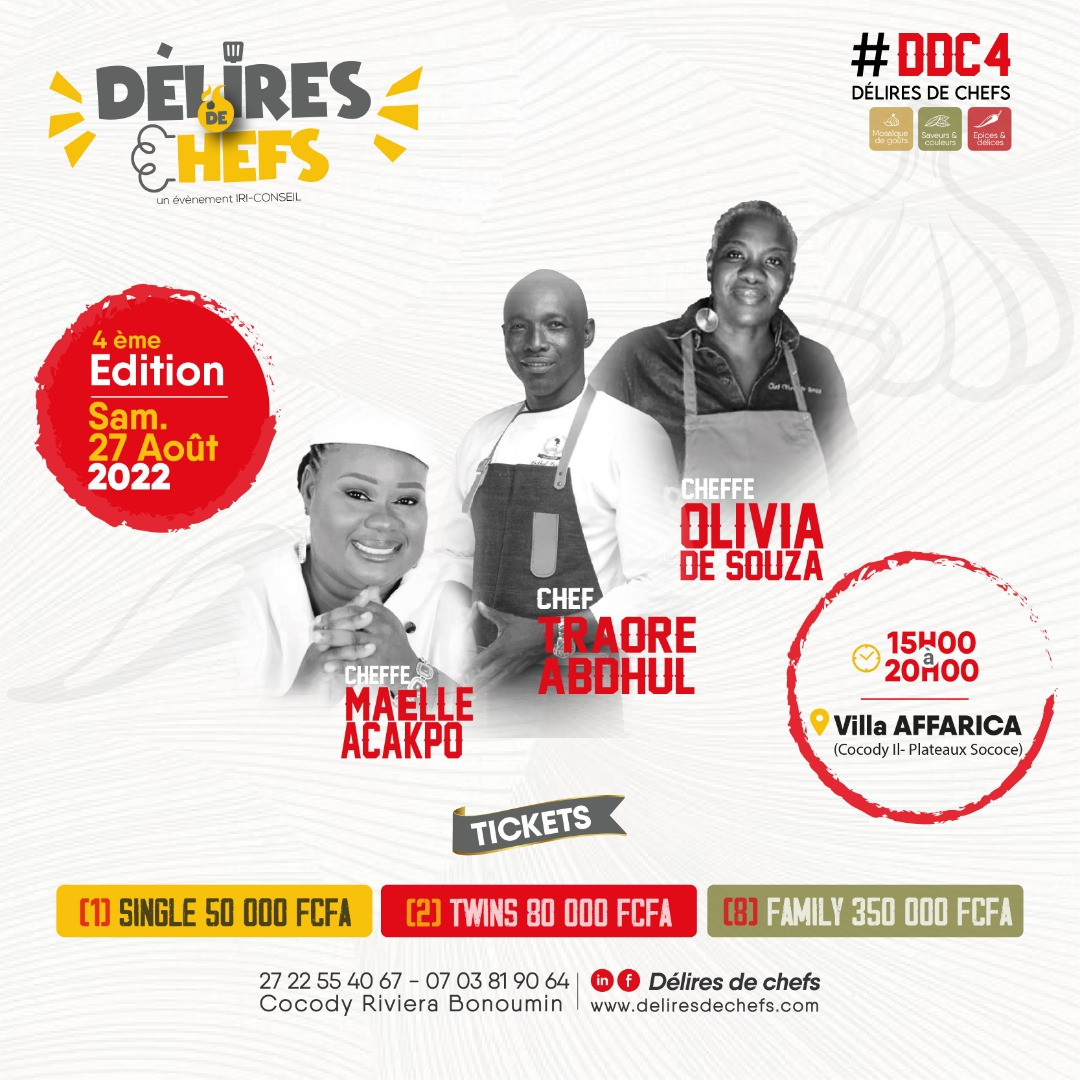 DÉLIRES
DE
CHEFS
un évènement IRI-CONSEIL
#DDC4
DÉLIRES DE CHEFS
Mosaïque de goûts
Saveurs & couleurs
Epices & délices
4 ème
Edition
Sam.
27 Août
2022
CHEFFE
OLIVIA
DE SOUZA
CHEF
TRAORE
ABDHUL
CHEFFE
MAELLE
ACAKPO
15H00
à
20H00
Villa AFFARICA
(Cocody II- Plateaux Sococe)
TICKETS
(1) SINGLE 50 000 FCFA
(2) TWINS 80 000 FCFA
(8) FAMILY 350 000 FCFA
27 22 55 40 67 - 07 03 81 90 64
Cocody Riviera Bonoumin
in f Délires de chefs
www.deliresdechefs.com